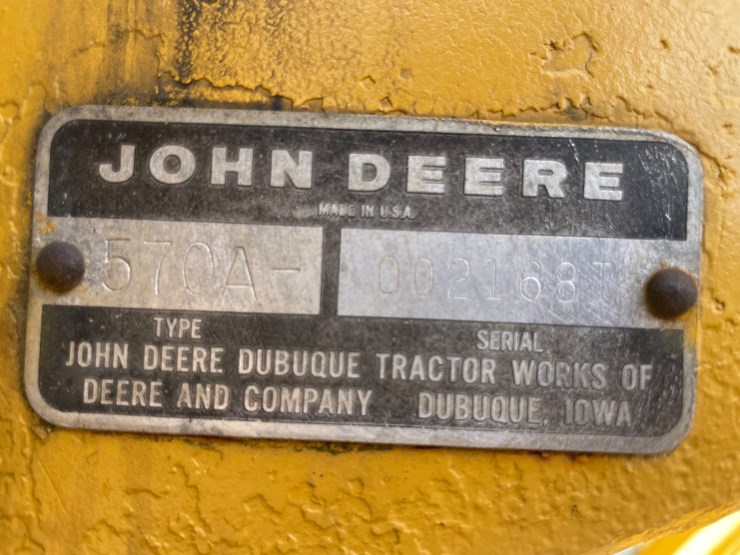 JOHN DEERE
MADE IN U.S.A.
570A- 002168T
TYPE SERIAL
JOHN DEERE DUBUQUE TRACTOR WORKS OF
DEERE AND COMPANY DUBUQUE, IOWA